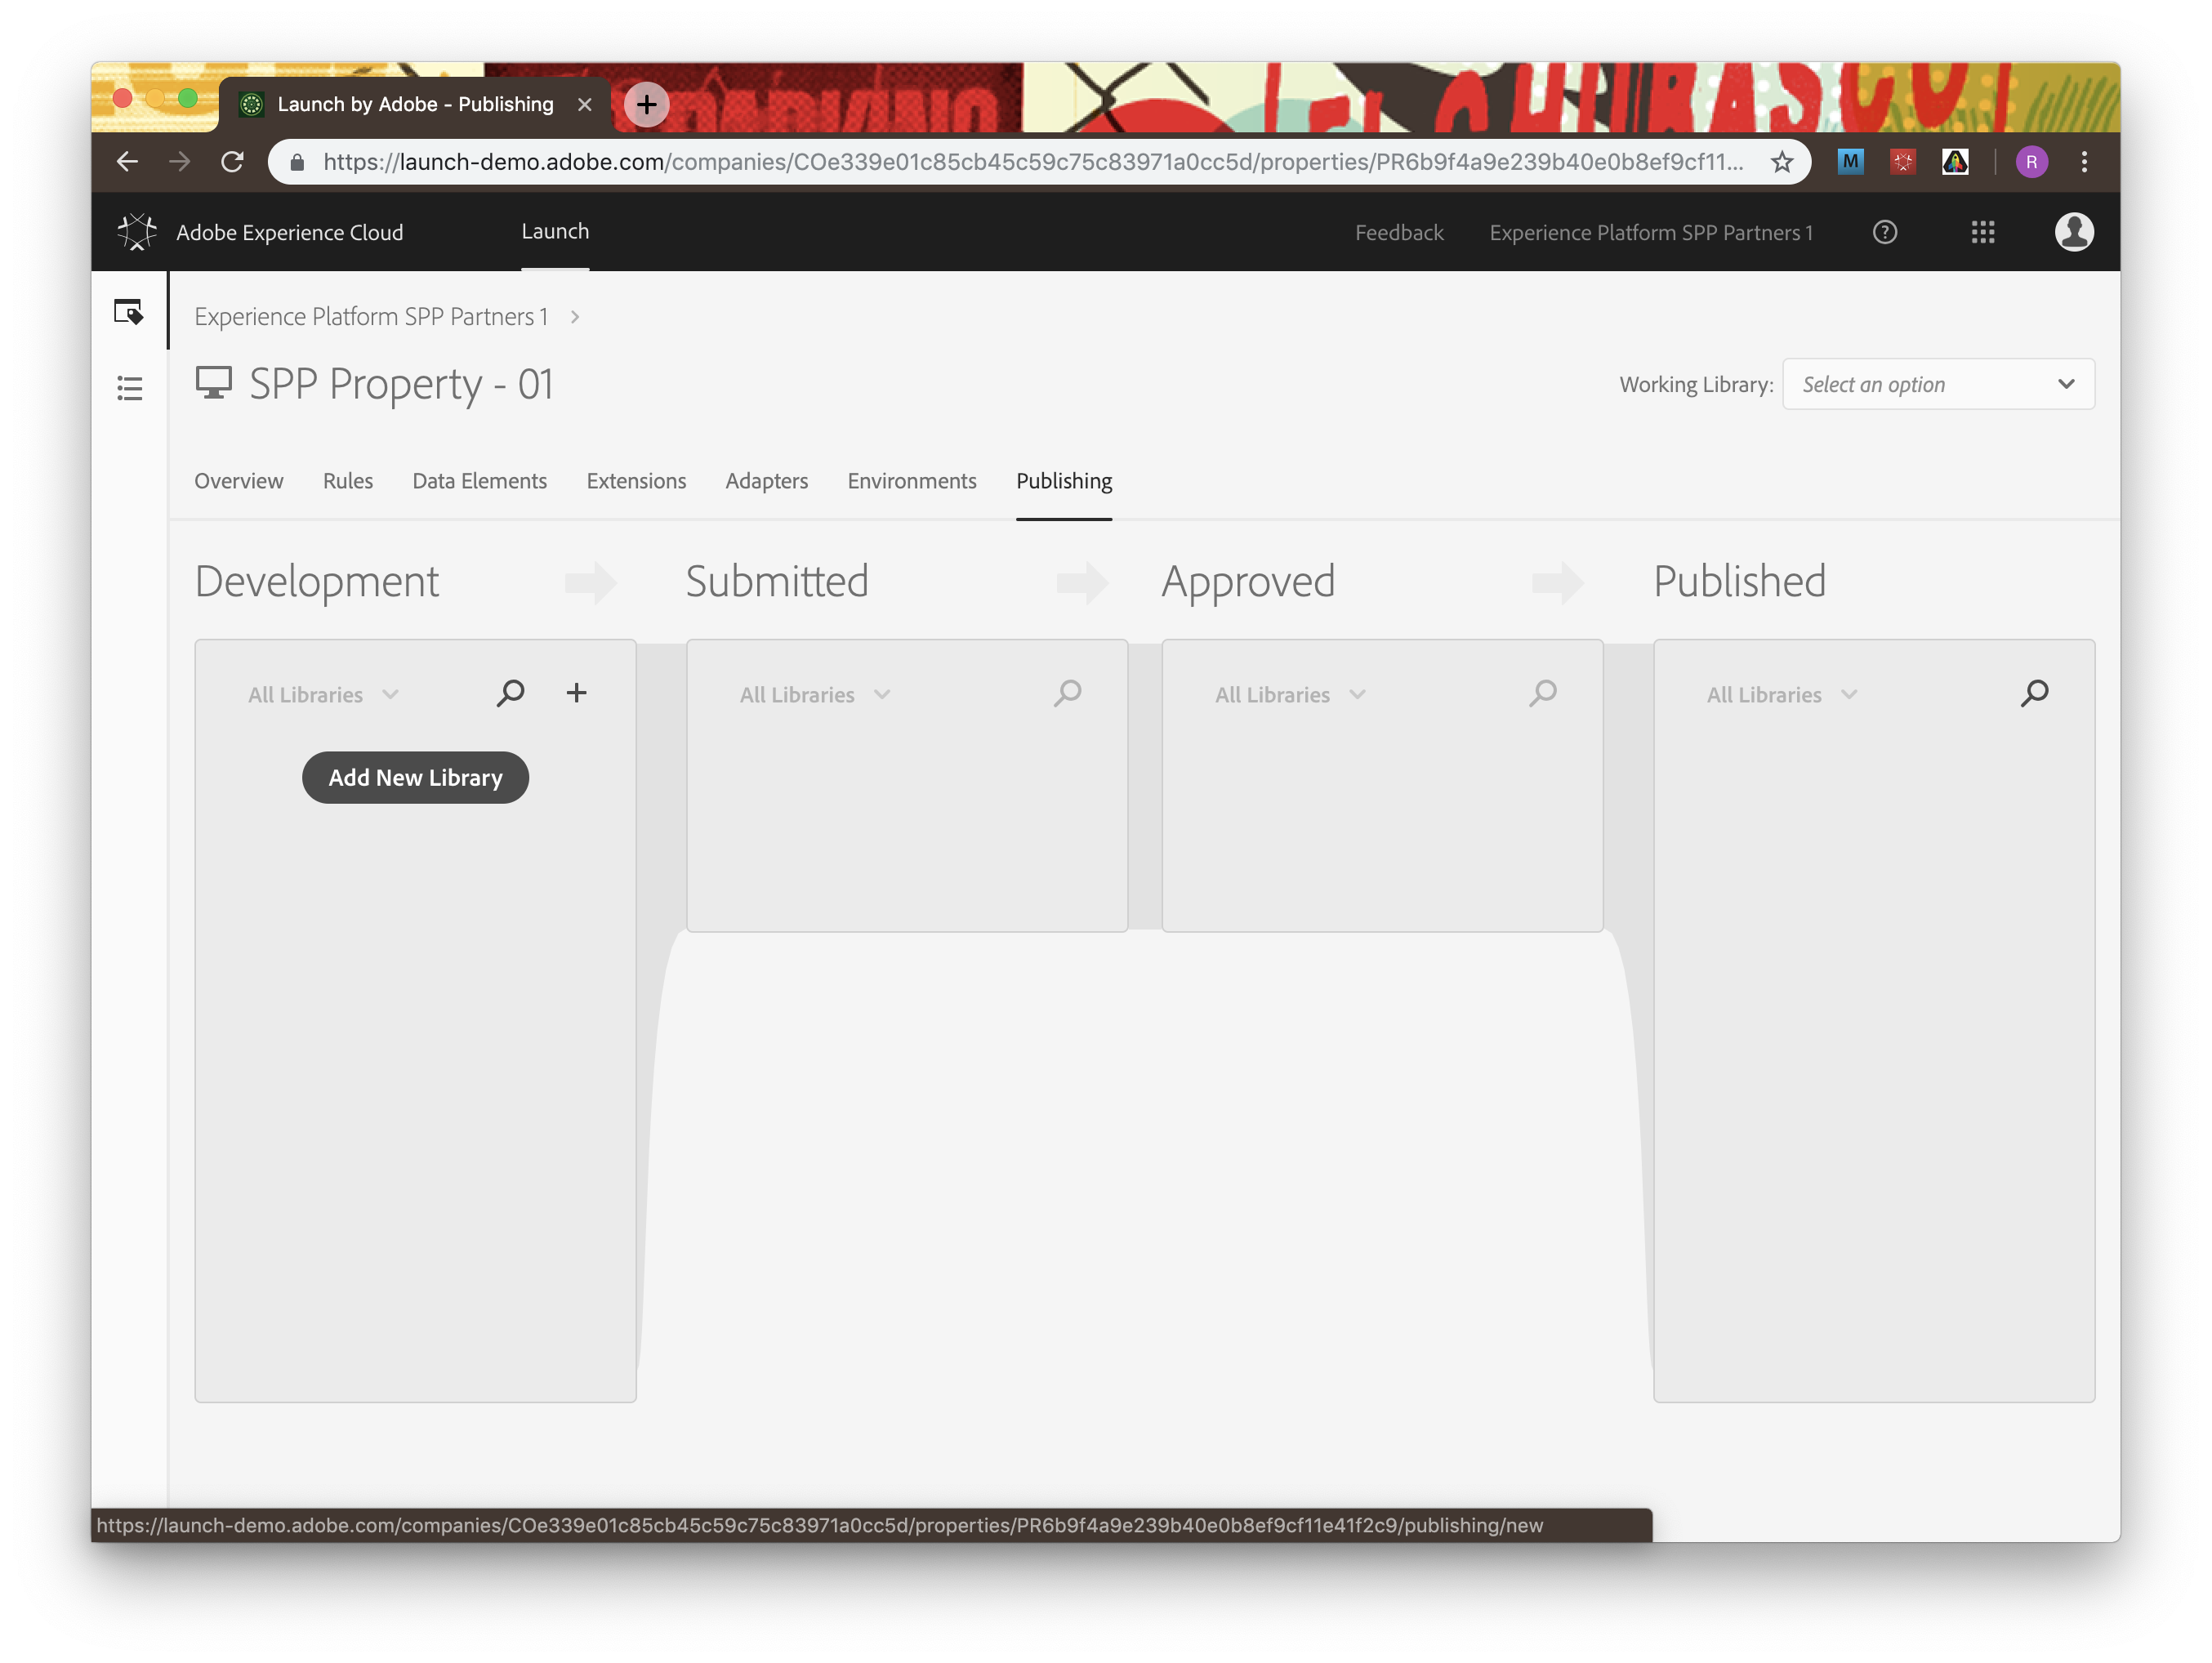 Launch by Adobe - Publishing
https://launch-demo.adobe.com/companies/COe339e01c85cb45c59c75c83971a0cc5d/properties/PR6b9f4a9e239b40e0b8ef9cf11...
M
R
Adobe Experience Cloud
Launch
Feedback
Experience Platform SPP Partners 1
?
Experience Platform SPP Partners 1 >
SPP Property - 01
Working Library: Select an option
Overview Rules Data Elements Extensions Adapters Environments Publishing
Development Submitted Approved Published
All Libraries All Libraries All Libraries All Libraries
Add New Library
https://launch-demo.adobe.com/companies/COe339e01c85cb45c59c75c83971a0cc5d/properties/PR6b9f4a9e239b40e0b8ef9cf11e41f2c9/publishing/new